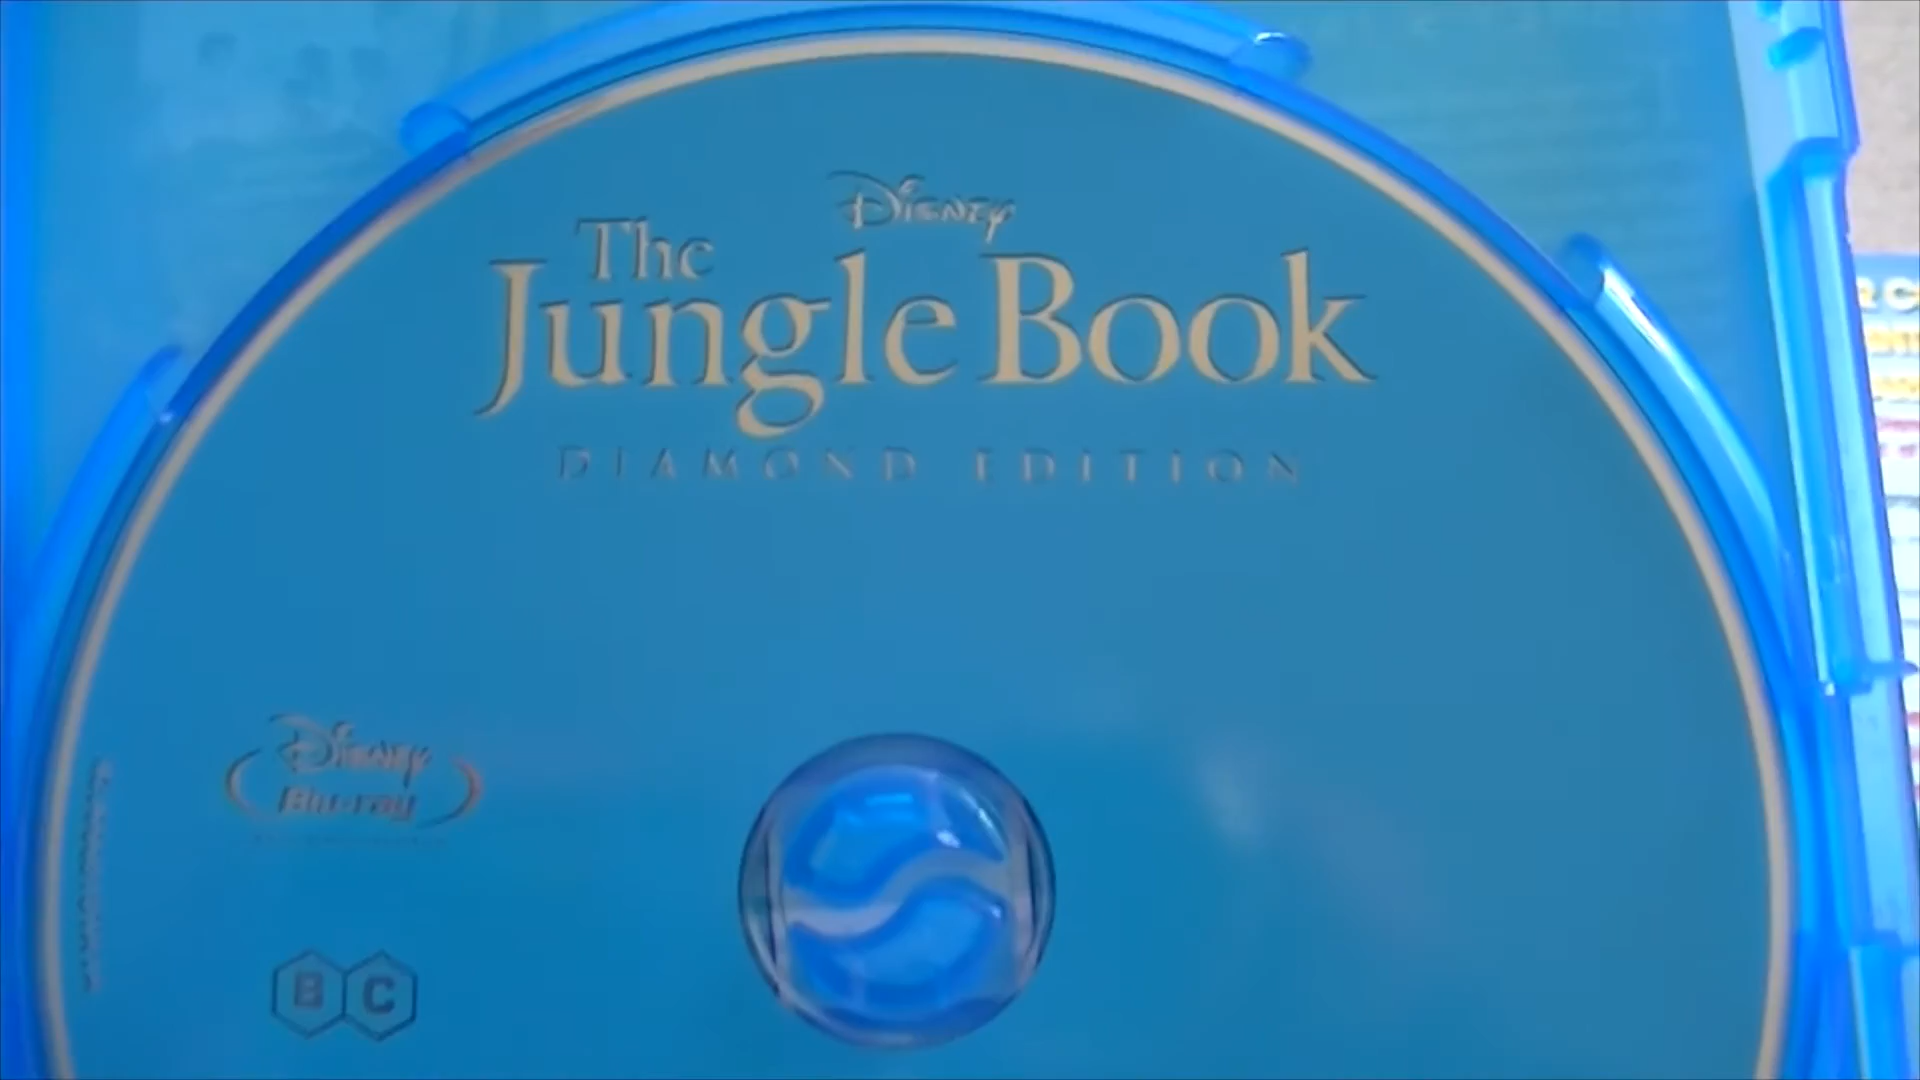 Disney
The
Jungle Book
DIAMOND EDITION
Disney
Blu-ray
B C